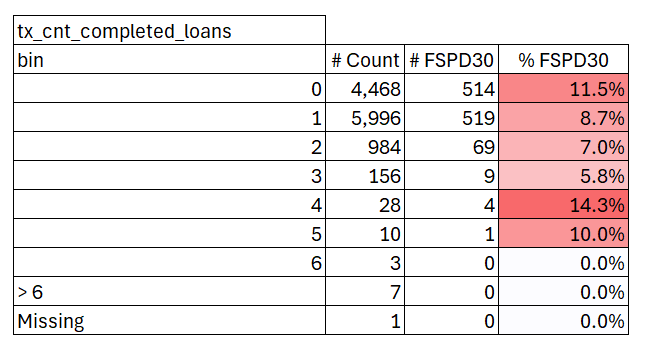 tx_cnt_completed_loans
bin # Count # FSPD30 % FSPD30
0 4,468 514 11.5%
1 5,996 519 8.7%
2 984 69 7.0%
3 156 9 5.8%
4 28 4 14.3%
5 10 1 10.0%
6 3 0 0.0%
> 6 7 0 0.0%
Missing 1 0 0.0%